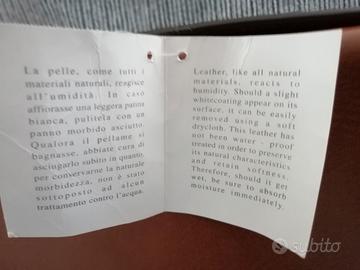 La pelle, come tutti i
materiali naturali, reagisce
all'umidità. In caso
affiorasse una leggera patina
bianca, pulitela con un
panno morbido asciutto.
Qualora il pellame si
bagnasse, abbiate cura di
asciugarlo subito in quanto,
per conservarne la naturale
morbidezza, non è stato
sottoposto ad alcun
trattamento contro l'acqua.
Leather, like all natural
materials, reacts to
humidity. Should a slight
whitecoating appear on its
surface, it can be easily
removed using a soft
drycloth. This leather has
not been water - proof
treated in order to preserve
its natural characteristics
and retain softness.
Therefore, should it get
wet, be sure to absorb
moisture immediately.
subito